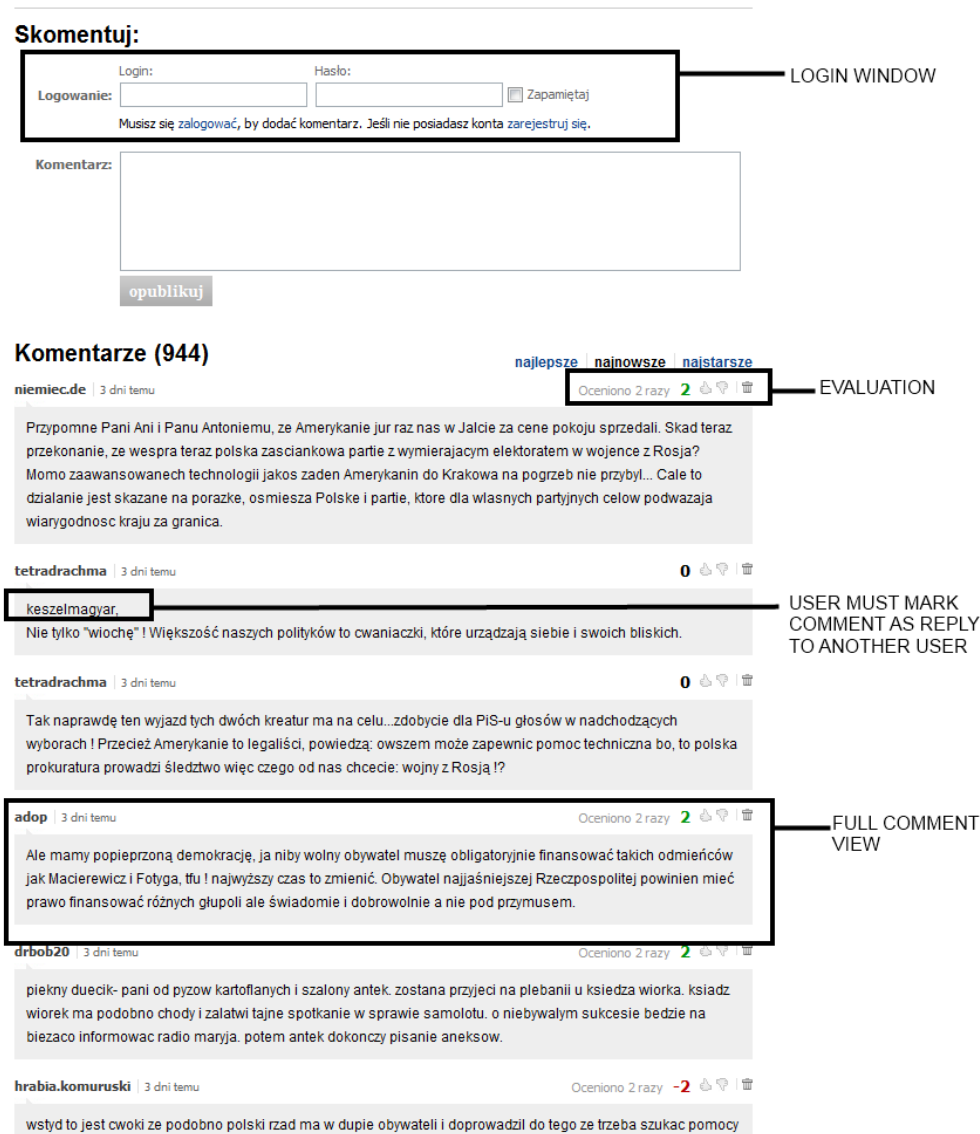 Skomentuj:
Login: Hasło:
LOGIN WINDOW
Logowanie: Zapamiętaj
Musisz się zalogować, by dodać komentarz. Jeśli nie posiadasz konta zarejestruj się.
Komentarz:
opublikuj
Komentarze (944)
najlepsze najnowsze najstarsze
niemiec.de 3 dni temu Oceniono 2 razy 2
EVALUATION
Przypomne Pani Ani i Panu Antoniemu, ze Amerykanie jur raz nas w Jalcie za cene pokoju sprzedali. Skad teraz
przekonanie, ze wespra teraz polska zasciankowa partie z wymierajacym elektoratem w wojence z Rosja?
Momo zaawansowanech technologii jakos zaden Amerykanin do Krakowa na pogrzeb nie przybyl... Cale to
dzialanie jest skazane na porazke, osmiesza Polske i partie, ktore dla wlasnych partyjnych celow podwazaja
wiarygodnosc kraju za granica.
tetradrachma 3 dni temu 0
keszelmagyar,
Nie tylko "wiochę" ! Większość naszych polityków to cwaniaczki, które urządzają siebie i swoich bliskich.
USER MUST MARK
COMMENT AS REPLY
TO ANOTHER USER
tetradrachma 3 dni temu 0
Tak naprawdę ten wyjazd tych dwóch kreatur ma na celu...zdobycie dla PiS-u głosów w nadchodzących
wyborach ! Przecież Amerykanie to legaliści, powiedzą: owszem może zapewnic pomoc techniczna bo, to polska
prokuratura prowadzi śledztwo więc czego od nas chcecie: wojny z Rosją !?
adop 3 dni temu Oceniono 2 razy 2
FULL COMMENT
VIEW
Ale mamy popieprzoną demokrację, ja niby wolny obywatel muszę obligatoryjnie finansować takich odmieńców
jak Macierewicz i Fotyga, tfu ! najwyższy czas to zmienić. Obywatel najjaśniejszej Rzeczpospolitej powinien mieć
prawo finansować różnych głupoli ale świadomie i dobrowolnie a nie pod przymusem.
drbob20 3 dni temu Oceniono 2 razy 2
piekny duecik- pani od pyzow kartoflanych i szalony antek. zostana przyjeci na plebanii u ksiedza wiorka. ksiadz
wiorek ma podobno chody i zalatwi tajne spotkanie w sprawie samolotu. o niebywalym sukcesie bedzie na
biezaco informowac radio maryja. potem antek dokonczy pisanie aneksow.
hrabia.komuruski 3 dni temu Oceniono 2 razy -2
wstyd to jest cwoki ze podobno polski rzad ma w dupie obywateli i doprowadzil do tego ze trzeba szukac pomocy